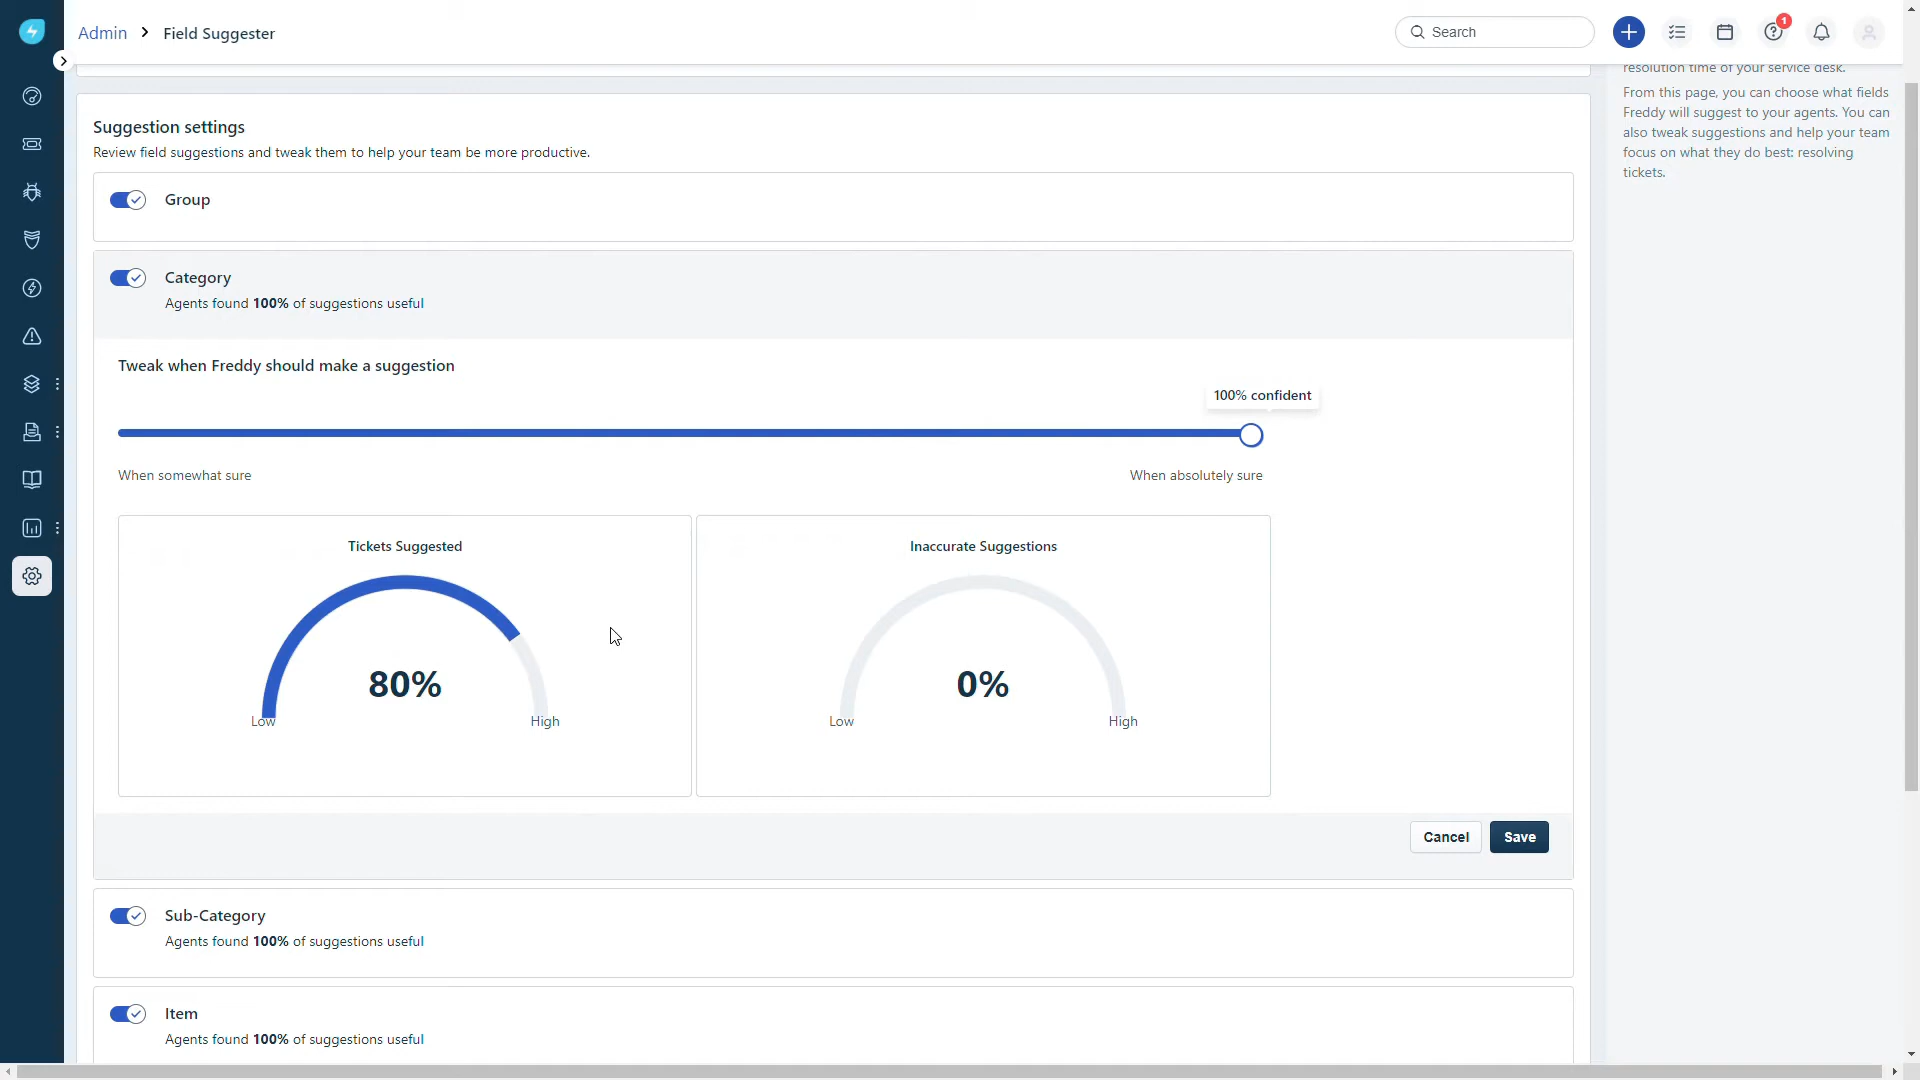 Admin > Field Suggester
Search
1
resolution time of your service desk.
From this page, you can choose what fields
Freddy will suggest to your agents. You can
also tweak suggestions and help your team
focus on what they do best: resolving
tickets.
Suggestion settings
Review field suggestions and tweak them to help your team be more productive.
Group
Category
Agents found 100% of suggestions useful
Tweak when Freddy should make a suggestion
100% confident
When somewhat sure
When absolutely sure
Tickets Suggested
80%
Low
High
Inaccurate Suggestions
0%
Low
High
Cancel
Save
Sub-Category
Agents found 100% of suggestions useful
Item
Agents found 100% of suggestions useful